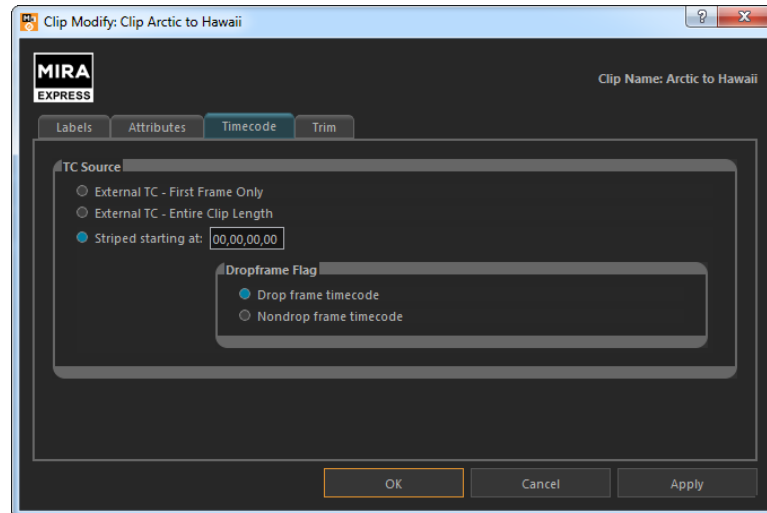 Clip Modify: Clip Arctic to Hawaii
MIRA
EXPRESS
Clip Name: Arctic to Hawaii
Labels Attributes Timecode Trim
TC Source
External TC - First Frame Only
External TC - Entire Clip Length
Striped starting at: 00,00,00,00
Dropframe Flag
Drop frame timecode
Nondrop frame timecode
OK Cancel Apply